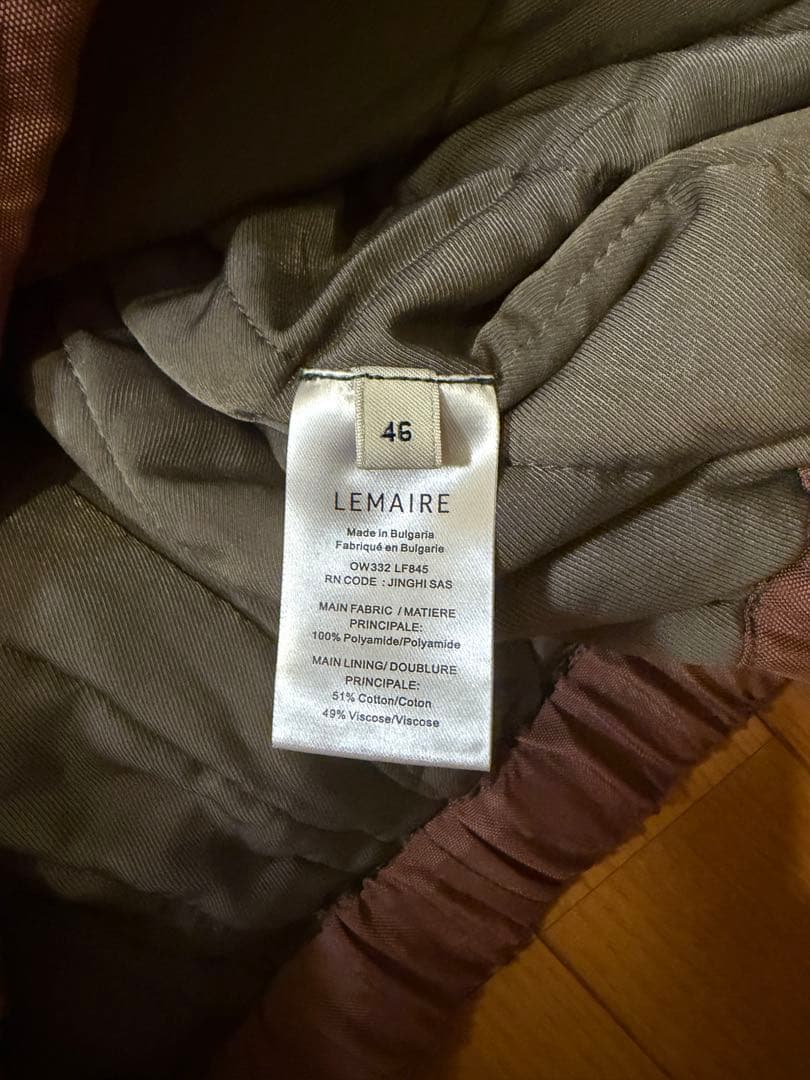 46
LEMAIRE
Made in Bulgaria
Fabriqué en Bulgarie
OW332 LF845
RN CODE : JINGHI SAS
MAIN FABRIC / MATIERE
PRINCIPALE:
100% Polyamide/Polyamide
MAIN LINING/ DOUBLURE
PRINCIPALE:
51% Cotton/Coton
49% Viscose/Viscose